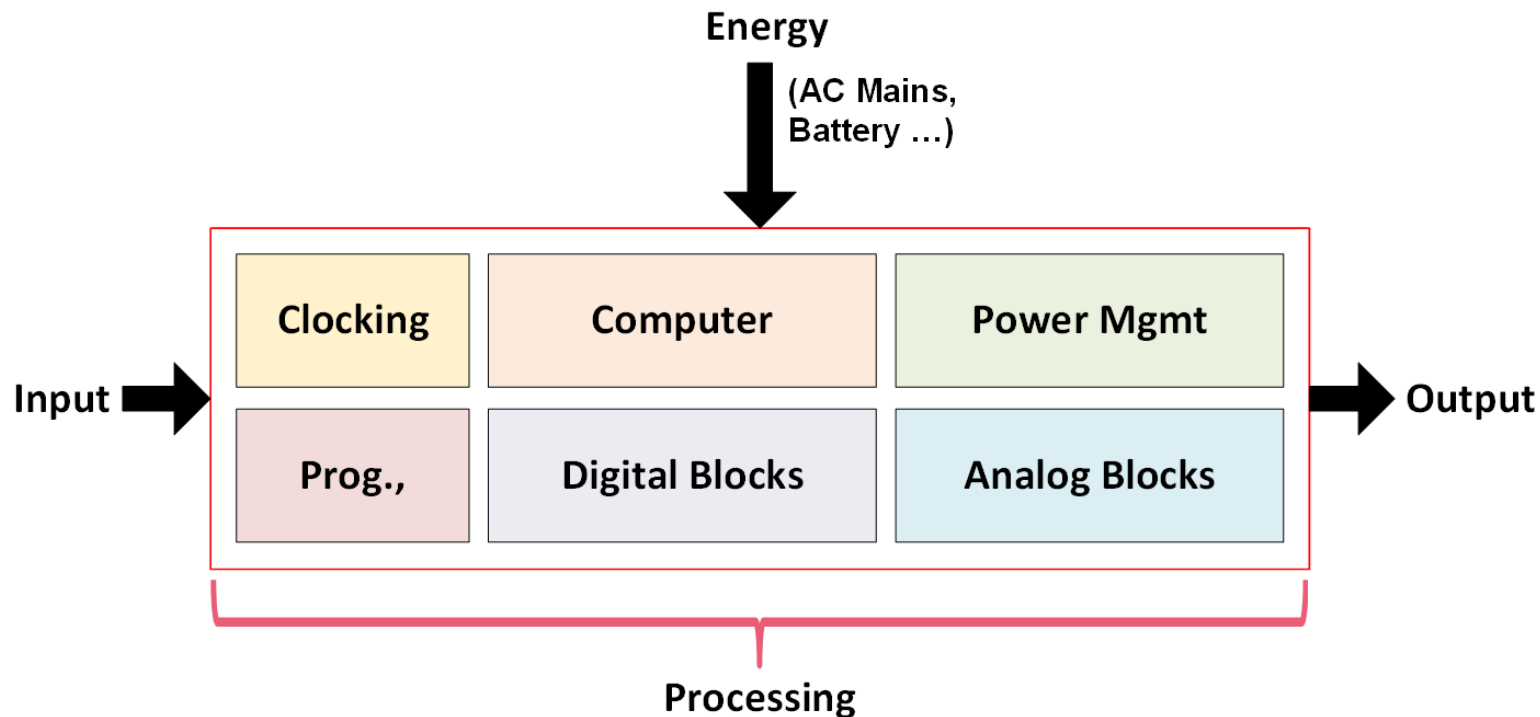 Energy
(AC Mains,
Battery ...)
Clocking
Computer
Power Mgmt
Input
Output
Prog.,
Digital Blocks
Analog Blocks
Processing